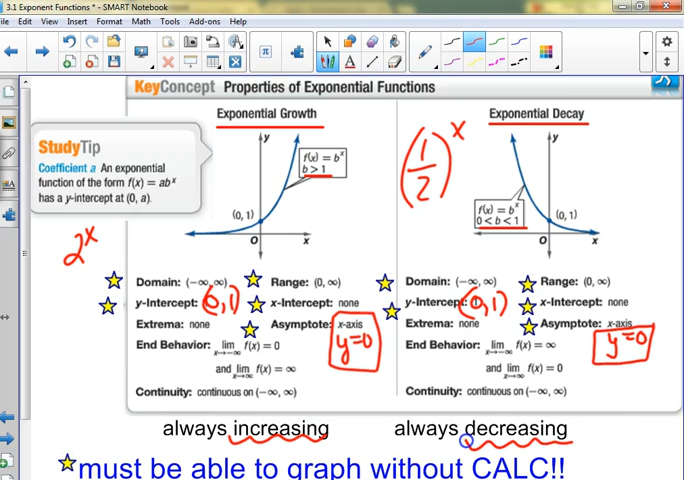 3.1 Exponent Functions * - SMART Notebook
Edit View Insert Format Tools Add-ons Help
KeyConcept Properties of Exponential Functions
Exponential Growth
y
f(x) = bˣ
b > 1
(0, 1)
O
x
Exponential Decay
(1/2)ˣ
y
f(x) = bˣ
0 < b < 1
(0, 1)
O
x
StudyTip
Coefficient a An exponential
function of the form f(x) = abˣ
has a y-intercept at (0, a).
2ˣ
Domain: (−∞, ∞) Range: (0, ∞)
y-Intercept: (0,1) x-Intercept: none
Extrema: none Asymptote: x-axis
y=0
End Behavior: lim f(x) = 0
x→−∞
and lim f(x) = ∞
x→∞
Continuity: continuous on (−∞, ∞)
Domain: (−∞, ∞) Range: (0, ∞)
y-Intercept: (0,1) x-Intercept: none
Extrema: none Asymptote: x-axis
y=0
End Behavior: lim f(x) = ∞
x→−∞
and lim f(x) = 0
x→∞
Continuity: continuous on (−∞, ∞)
always increasing
always decreasing
must be able to graph without CALC!!